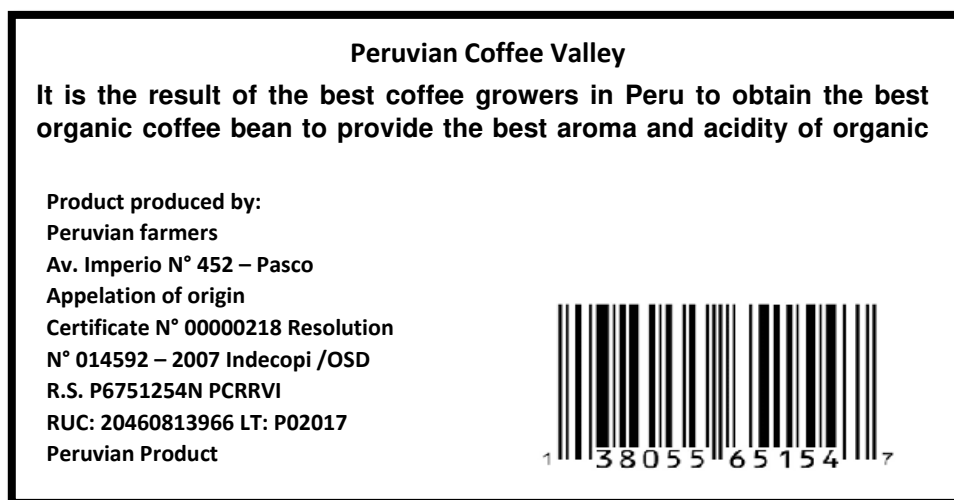 Peruvian Coffee Valley
It is the result of the best coffee growers in Peru to obtain the best
organic coffee bean to provide the best aroma and acidity of organic
Product produced by:
Peruvian farmers
Av. Imperio N° 452 – Pasco
Appelation of origin
Certificate N° 00000218 Resolution
N° 014592 – 2007 Indecopi /OSD
R.S. P6751254N PCRRVI
RUC: 20460813966 LT: P02017
Peruvian Product
1 38055 65154 7